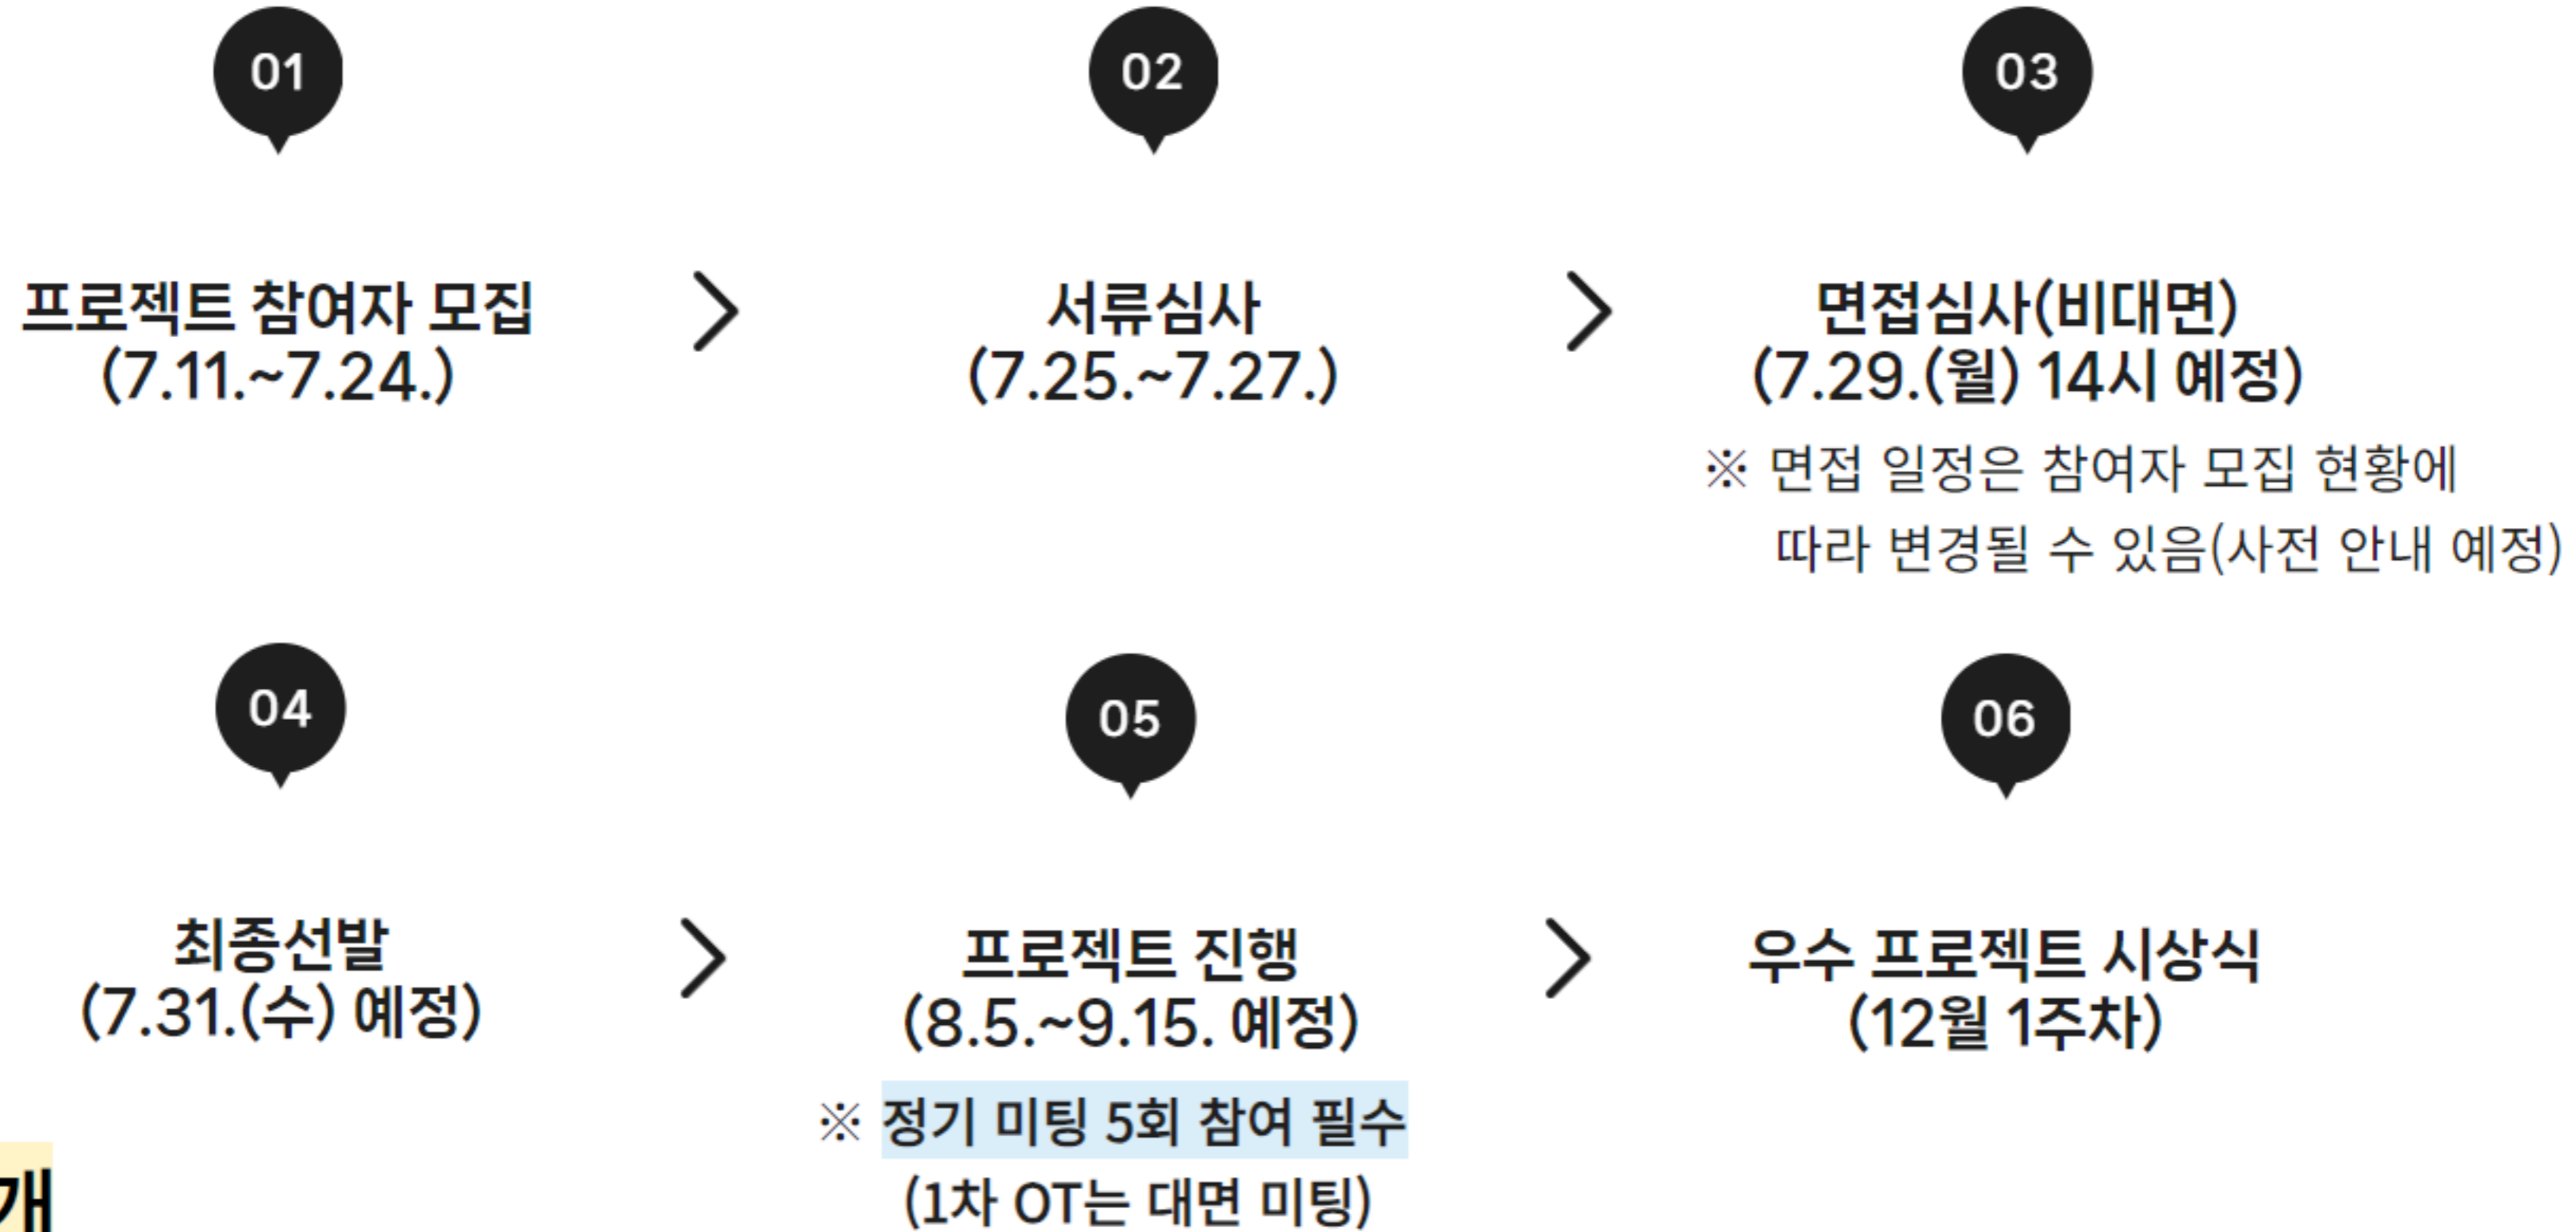 01
프로젝트 참여자 모집
(7.11.~7.24.)
02
서류심사
(7.25.~7.27.)
03
면접심사(비대면)
(7.29.(월) 14시 예정)
※ 면접 일정은 참여자 모집 현황에
따라 변경될 수 있음(사전 안내 예정)
04
최종선발
(7.31.(수) 예정)
05
프로젝트 진행
(8.5.~9.15. 예정)
※ 정기 미팅 5회 참여 필수
(1차 OT는 대면 미팅)
06
우수 프로젝트 시상식
(12월 1주차)
개